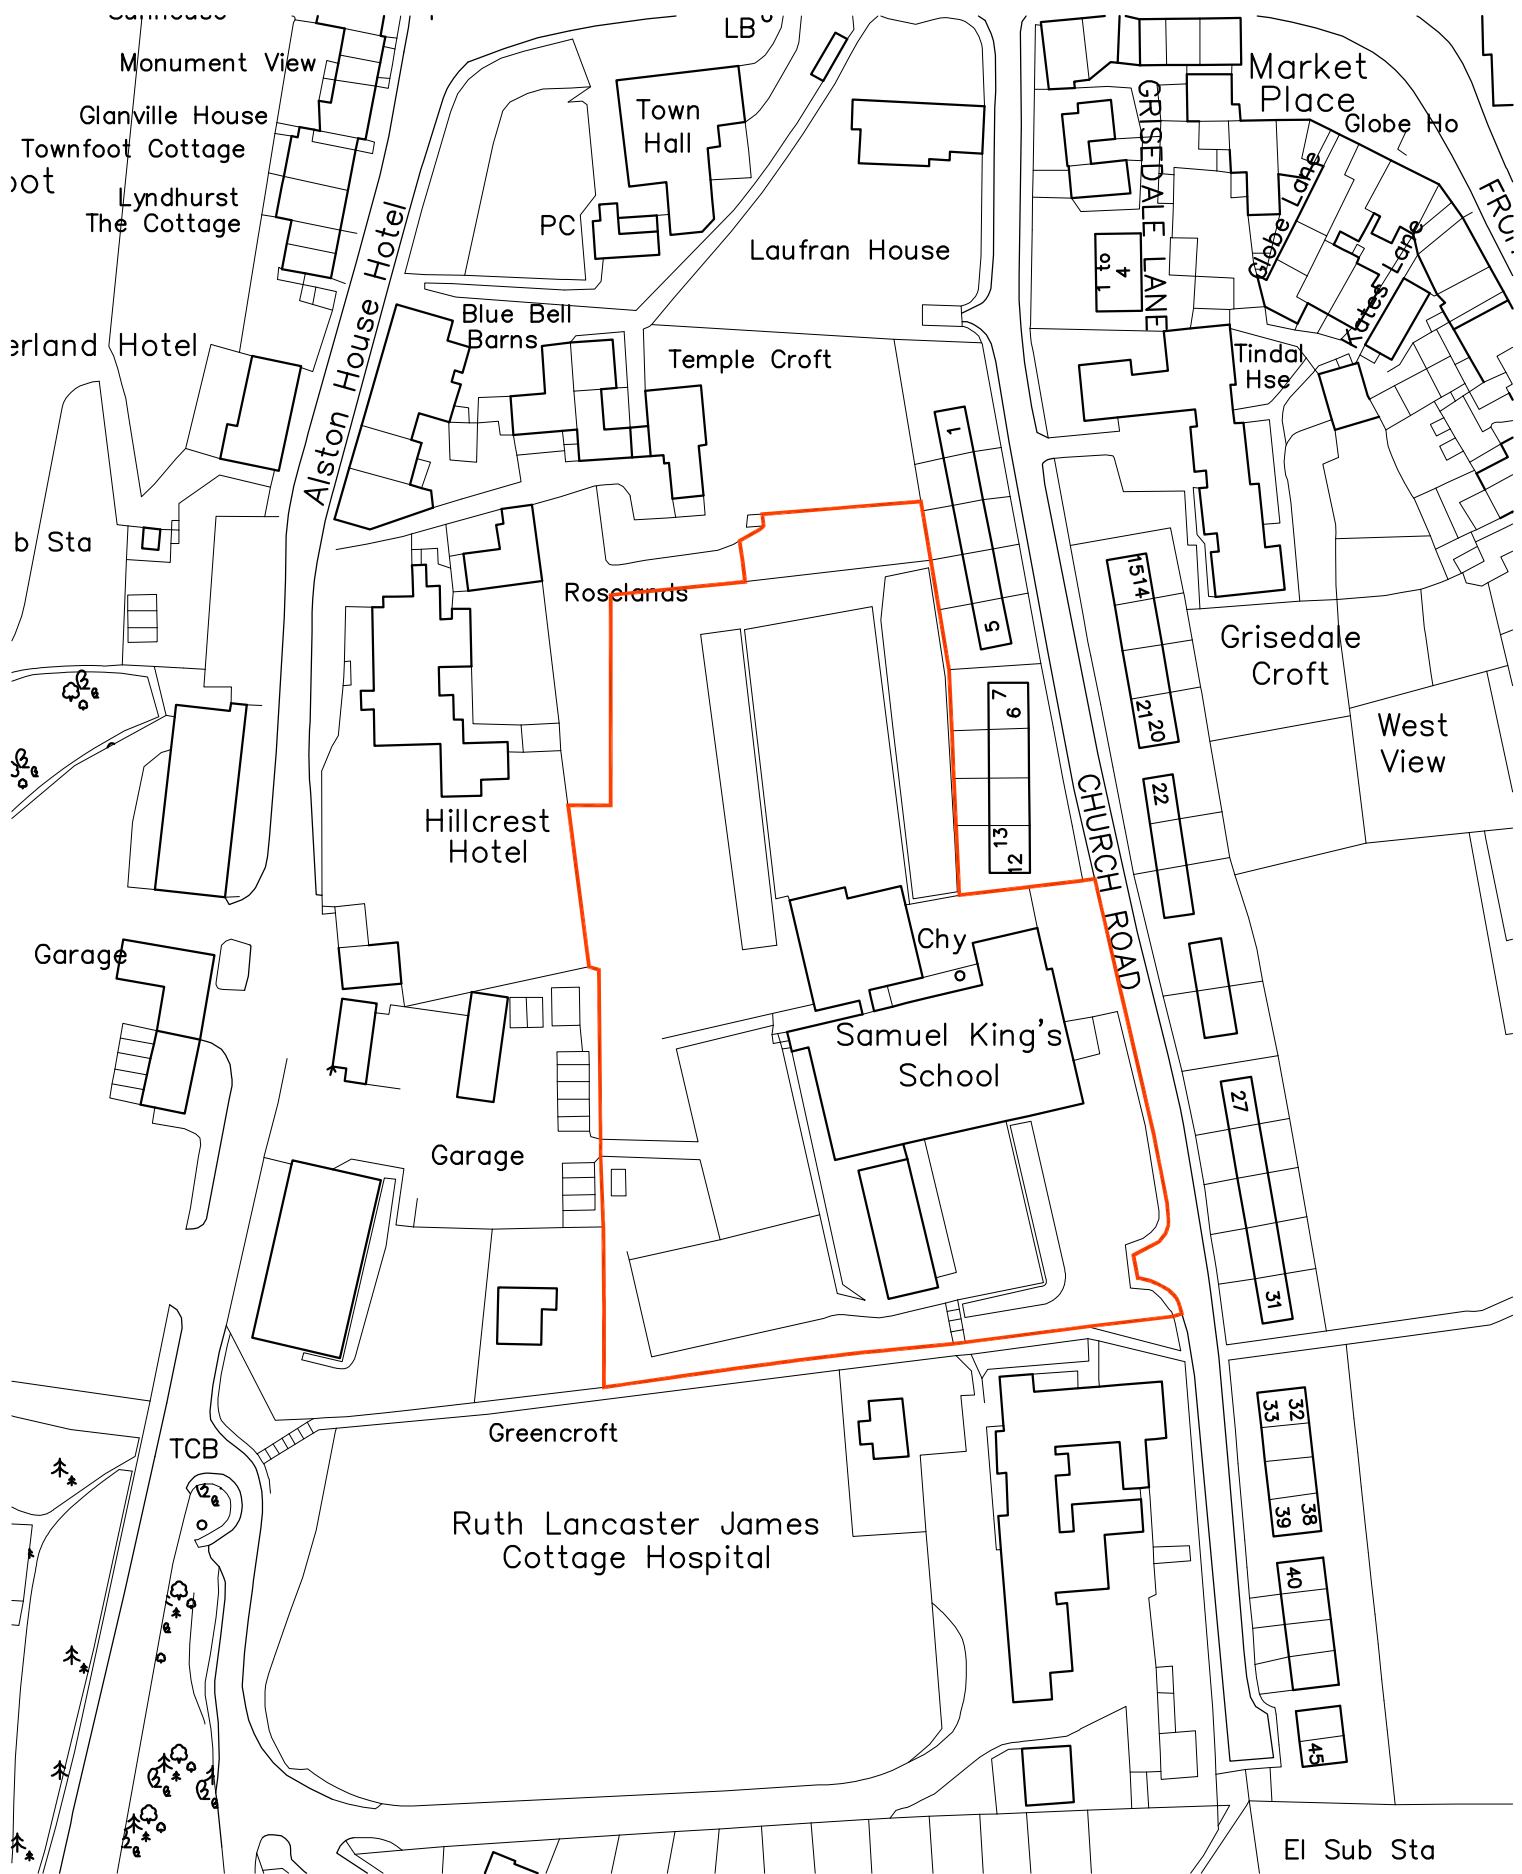 LB
Monument View
Market
Place
Town
Hall
Glanville House
Globe Ho
Townfoot Cottage
Lyndhurst
The Cottage
PC
Laufran House
GRISEDALE LANE
Globe Lane
Kates Lane
1 to
4
Alston House Hotel
Blue Bell
Barns
Temple Croft
Tindal
Hse
erland Hotel
1
b Sta
Roselands
5
1514
Grisedale
Croft
7
6
21
20
West
View
22
Hillcrest
Hotel
13
12
CHURCH ROAD
Garage
Chy
Samuel King's
School
27
Garage
31
33
32
Greencroft
TCB
39
38
Ruth Lancaster James
Cottage Hospital
40
45
El Sub Sta